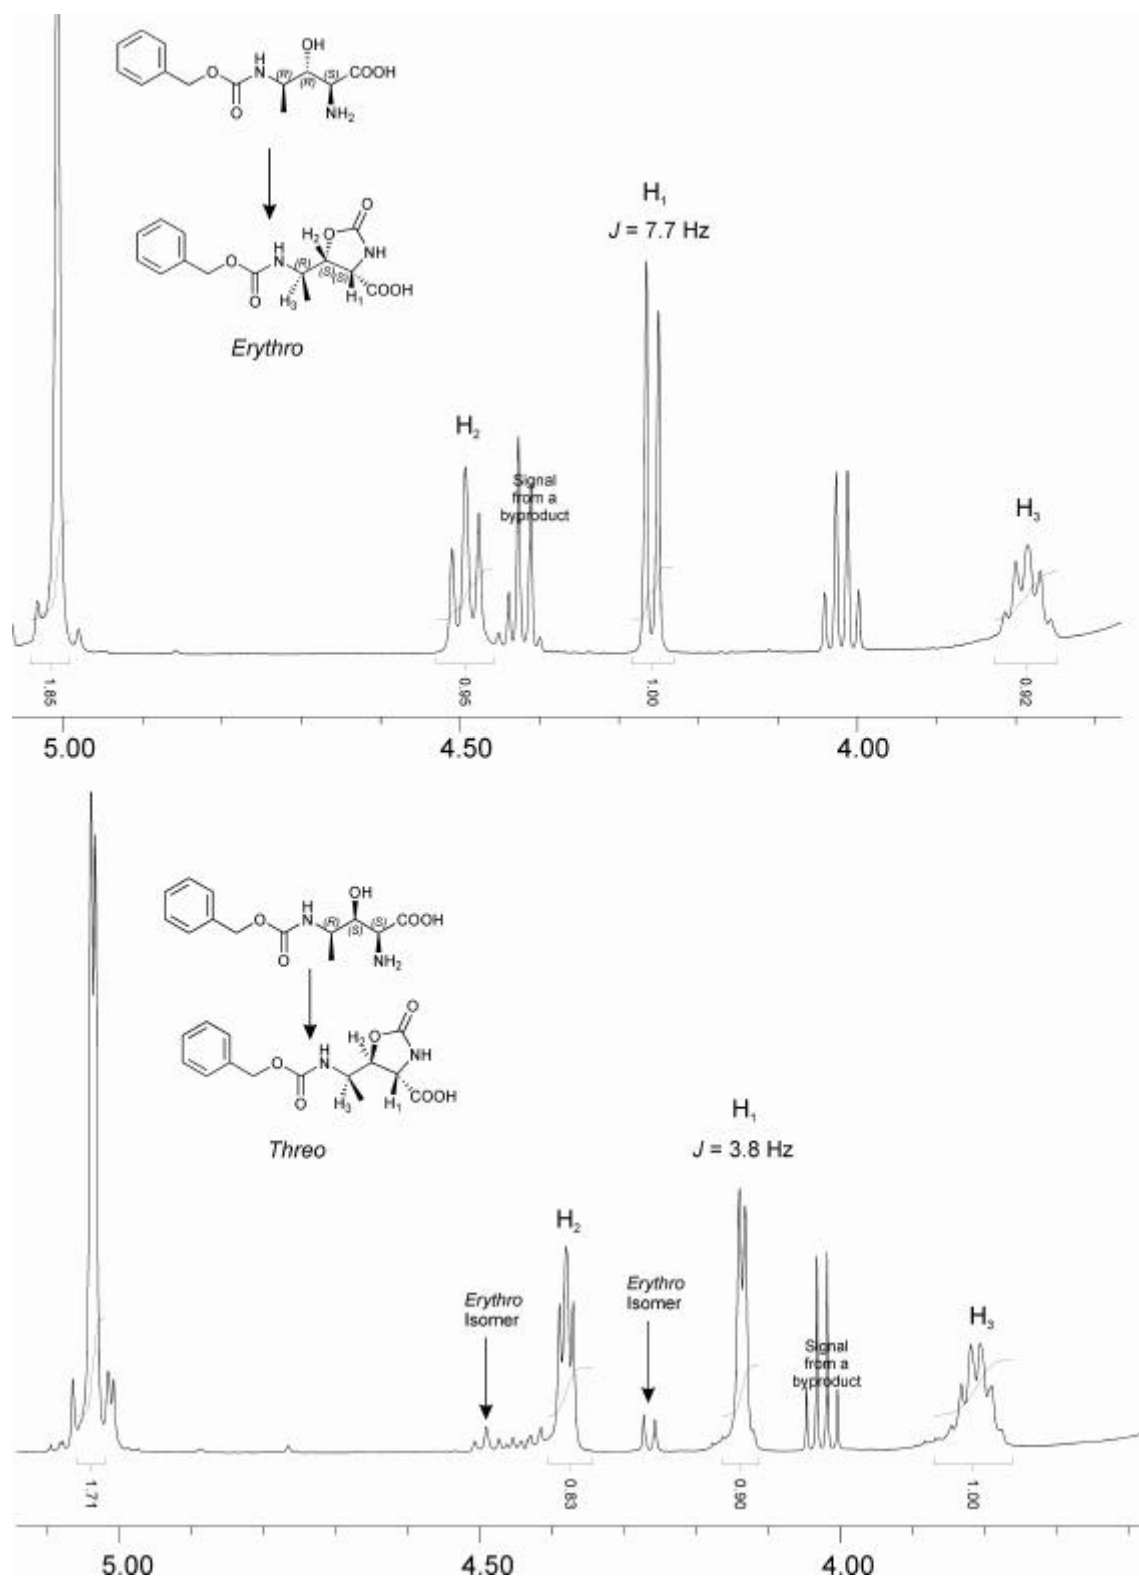 OH
H
N
(R)
(R)
(S)
COOH
O
O
NH₂
H₁
J = 7.7 Hz
O
H₂
O
NH
H
N
(R)
(S)
(S)
O
O
H₃
H₁
COOH
Erythro
H₂
Signal
from a
byproduct
H₃
1.85
0.95
1.00
0.92
5.00
4.50
4.00
OH
H
N
(R)
(S)
(S)
COOH
O
O
NH₂
O
H₂
O
NH
H
N
O
O
H₃
H₁
COOH
Threo
H₁
J = 3.8 Hz
H₂
Erythro
Isomer
Erythro
Isomer
Signal
from a
byproduct
H₃
1.71
0.83
0.90
1.00
5.00
4.50
4.00